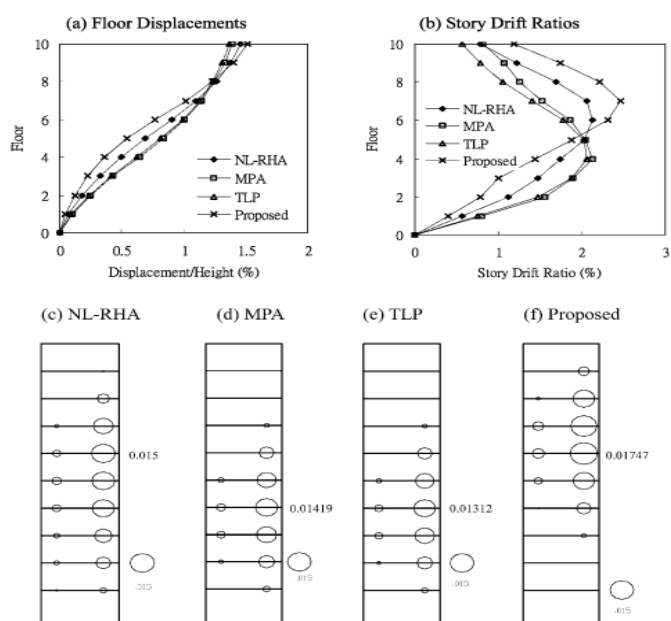 (a) Floor Displacements
10
8
6
4
2
0
Floor
NL-RHA
MPA
TLP
Proposed
0 0.5 1 1.5 2
Displacement/Height (%)
(b) Story Drift Ratios
10
8
6
4
2
0
Floor
NL-RHA
MPA
TLP
Proposed
0 1 2 3
Story Drift Ratio (%)
(c) NL-RHA
0.015
.015
(d) MPA
0.01419
.015
(e) TLP
0.01312
.015
(f) Proposed
0.01747
.015